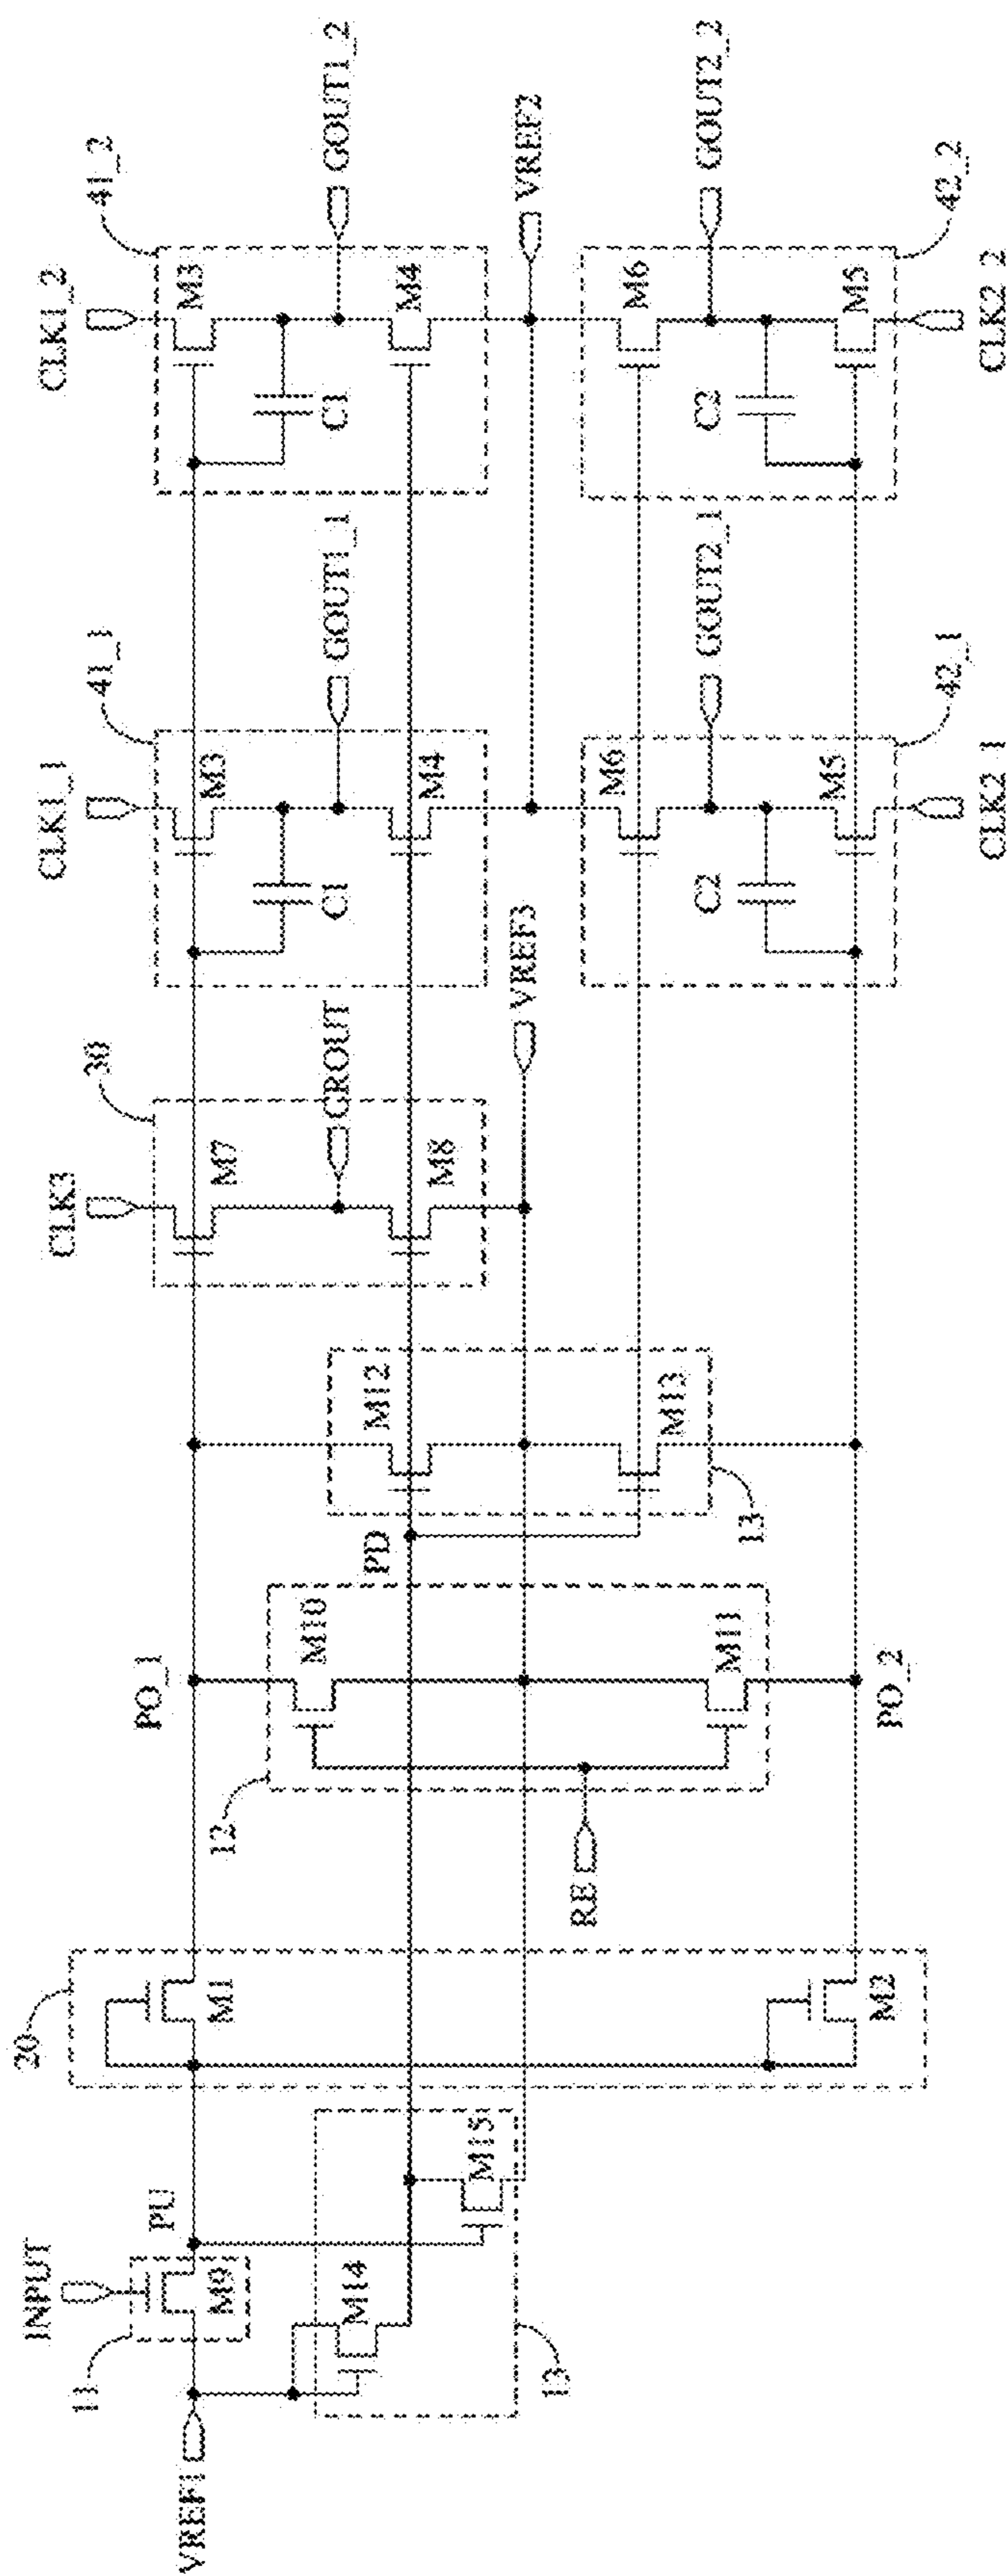 CLK1_2
41_2
M3
C1
GOUT1_2
M4
VREF2
M6
GOUT2_2
C2
M5
42_2
CLK2_2
CLK1_1
41_1
M3
C1
GOUT1_1
M4
M6
GOUT2_1
C2
M5
42_1
CLK2_1
CLK3
30
M7
GROUT
M8
VREF3
M12
M13
13
PD
PO_1
M10
M11
PO_2
12
RE
20
M1
M2
INPUT
PU
M9
11
M15
M14
13
VREF1